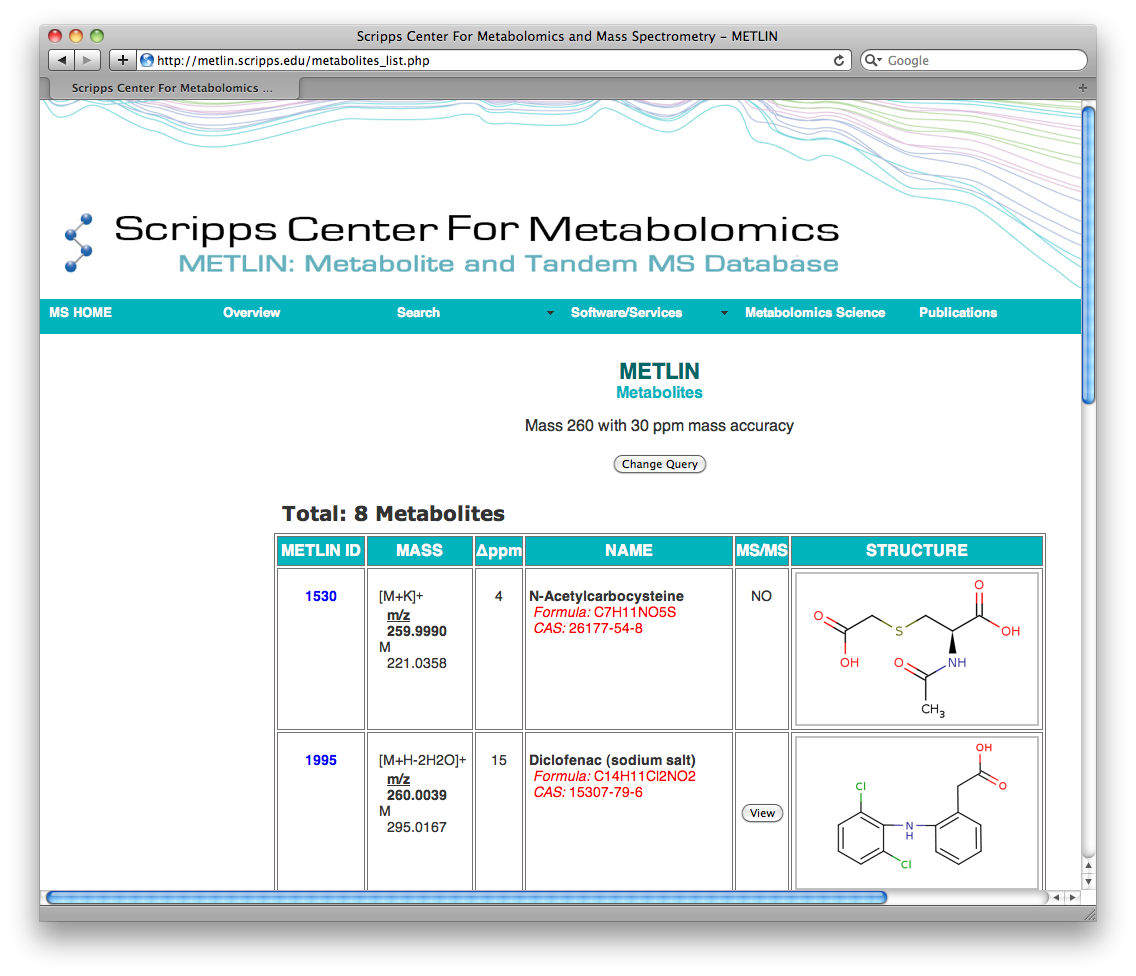 Scripps Center For Metabolomics and Mass Spectrometry – METLIN
http://metlin.scripps.edu/metabolites_list.php
Google
Scripps Center For Metabolomics ...
Scripps Center For Metabolomics
METLIN: Metabolite and Tandem MS Database
MS HOME Overview Search Software/Services Metabolomics Science Publications
METLIN
Metabolites
Mass 260 with 30 ppm mass accuracy
Change Query
Total: 8 Metabolites
METLIN ID MASS Δppm NAME MS/MS STRUCTURE
1530 [M+K]+ 4 N-Acetylcarbocysteine NO
m/z Formula: C7H11NO5S
259.9990 CAS: 26177-54-8
M
221.0358
O O OH S OH O NH CH3
1995 [M+H-2H2O]+ 15 Diclofenac (sodium salt) View
m/z Formula: C14H11Cl2NO2
260.0039 CAS: 15307-79-6
M
295.0167
OH O Cl N H Cl